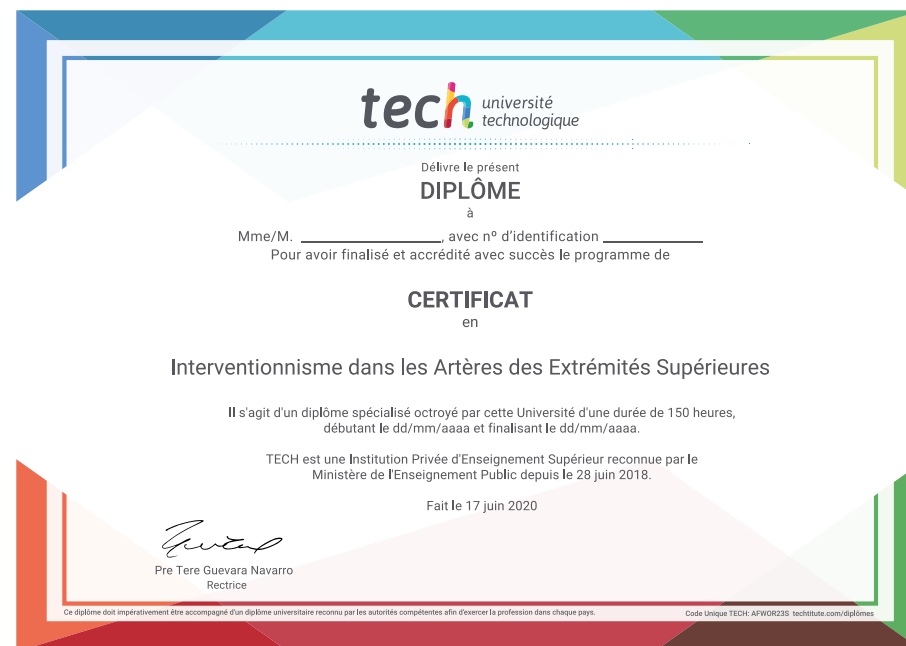 tech université
technologique
Délivre le présent
DIPLÔME
à
Mme/M. ____________________, avec nº d'identification ______________
Pour avoir finalisé et accrédité avec succès le programme de
CERTIFICAT
en
Interventionnisme dans les Artères des Extrémités Supérieures
Il s'agit d'un diplôme spécialisé octroyé par cette Université d'une durée de 150 heures,
débutant le dd/mm/aaaa et finalisant le dd/mm/aaaa.
TECH est une Institution Privée d'Enseignement Supérieur reconnue par le
Ministère de l'Enseignement Public depuis le 28 juin 2018.
Fait le 17 juin 2020
Pre Tere Guevara Navarro
Rectrice
Ce diplôme doit impérativement être accompagné d'un diplôme universitaire reconnu par les autorités compétentes afin d'exercer la profession dans chaque pays.
Code Unique TECH: AFWOR23S techtitute.com/diplômes